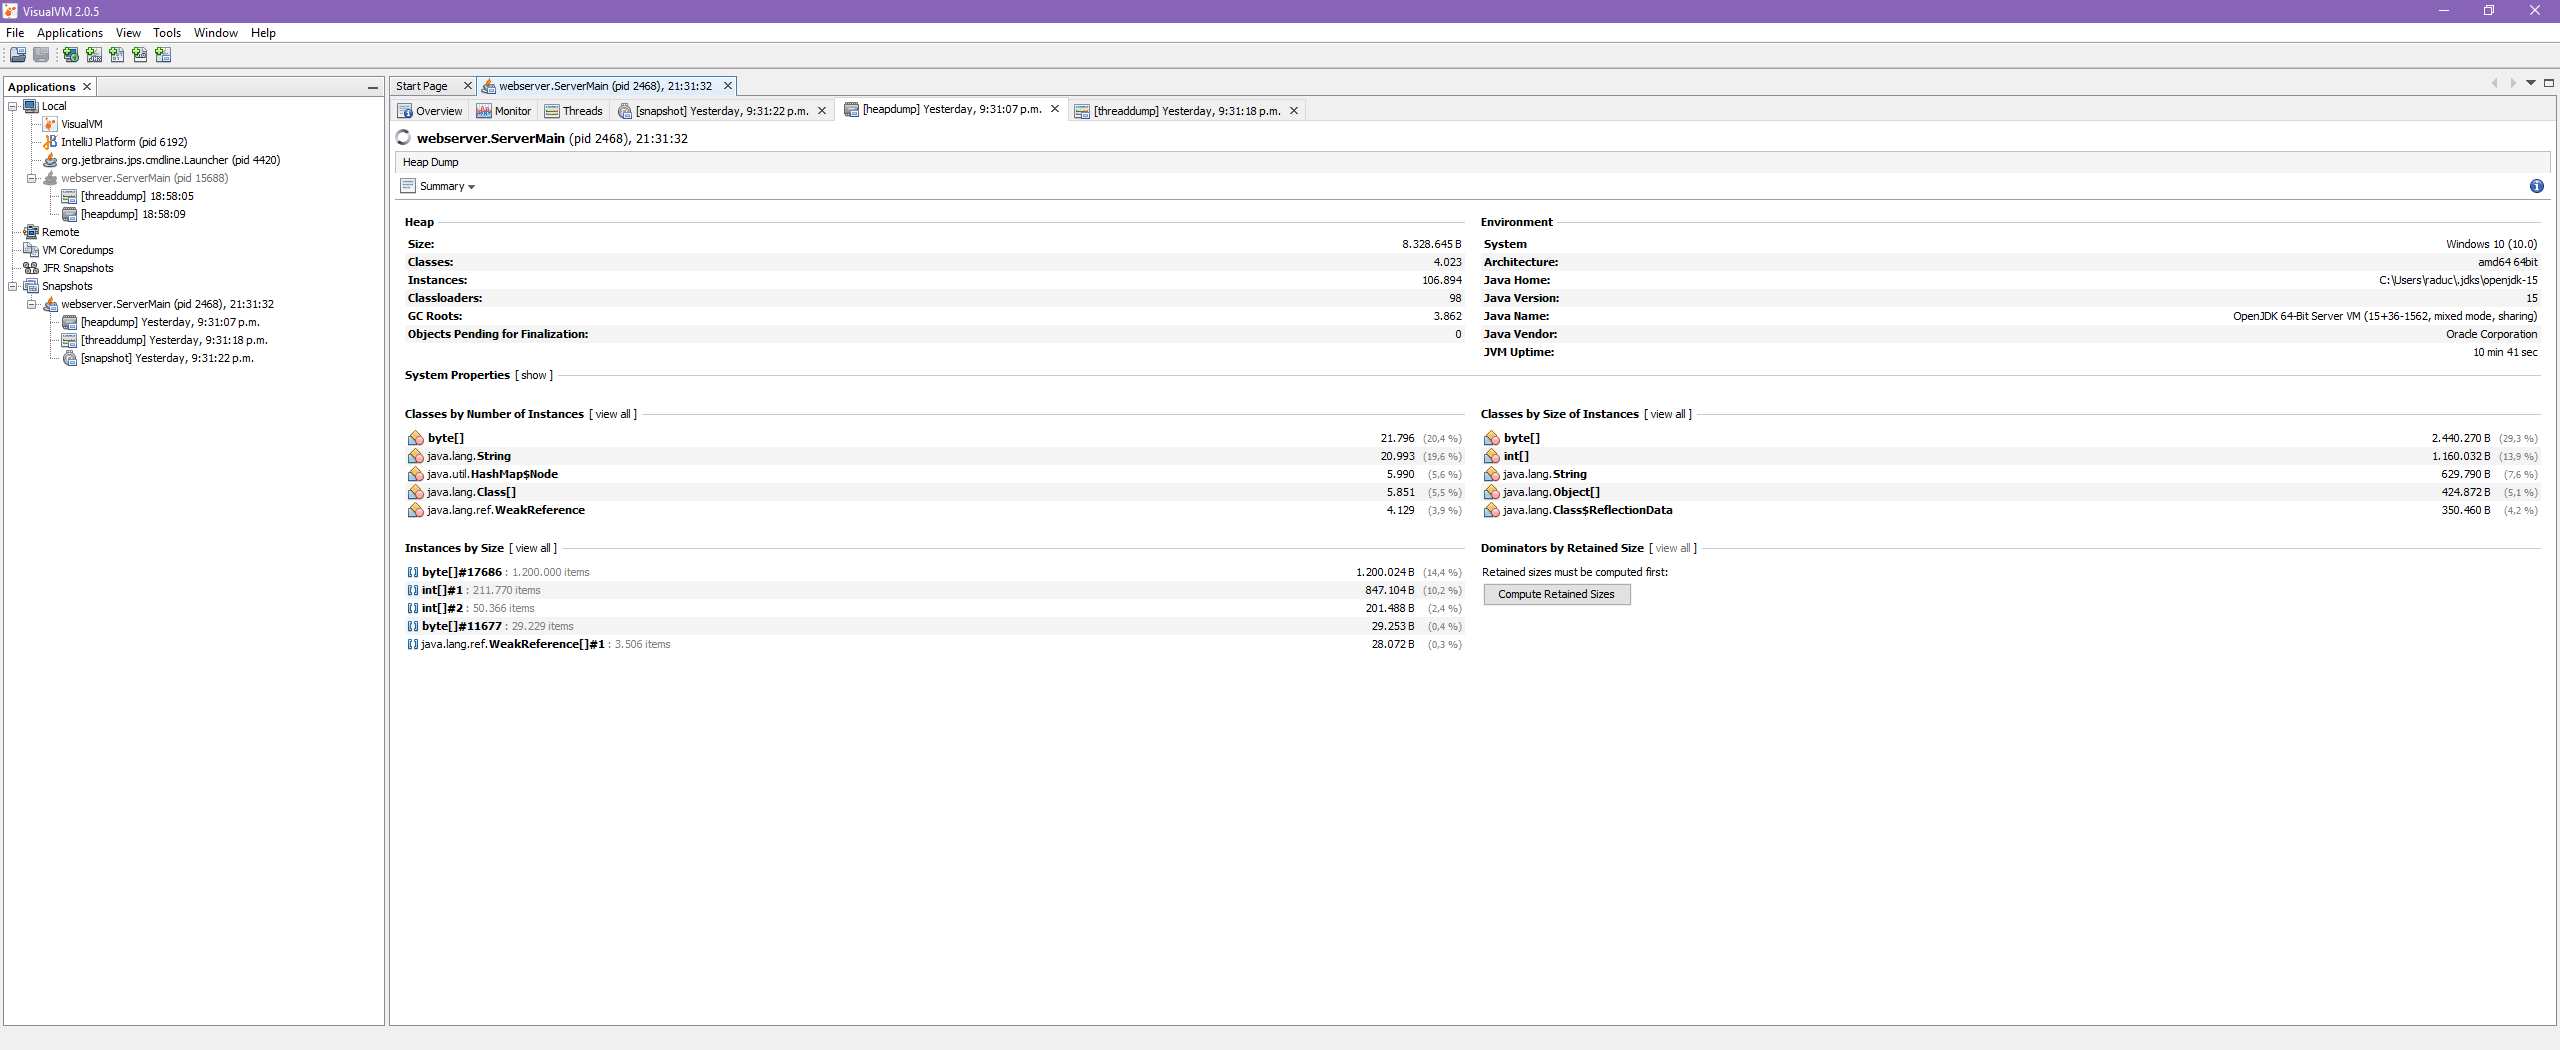 VisualVM 2.0.5
File Applications View Tools Window Help
Applications
Local
VisualVM
IntelliJ Platform (pid 6192)
org.jetbrains.jps.cmdline.Launcher (pid 4420)
webserver.ServerMain (pid 15688)
[threaddump] 18:58:05
[heapdump] 18:58:09
Remote
VM Coredumps
JFR Snapshots
Snapshots
webserver.ServerMain (pid 2468), 21:31:32
[heapdump] Yesterday, 9:31:07 p.m.
[threaddump] Yesterday, 9:31:18 p.m.
[snapshot] Yesterday, 9:31:22 p.m.
Start Page webserver.ServerMain (pid 2468), 21:31:32
Overview Monitor Threads [snapshot] Yesterday, 9:31:22 p.m. [heapdump] Yesterday, 9:31:07 p.m. [threaddump] Yesterday, 9:31:18 p.m.
webserver.ServerMain (pid 2468), 21:31:32
Heap Dump
Summary
Heap
Size: 8.328.645 B
Classes: 4.023
Instances: 106.894
Classloaders: 98
GC Roots: 3.862
Objects Pending for Finalization: 0
Environment
System Windows 10 (10.0)
Architecture: amd64 64bit
Java Home: C:\Users\raduc\.jdks\openjdk-15
Java Version: 15
Java Name: OpenJDK 64-Bit Server VM (15+36-1562, mixed mode, sharing)
Java Vendor: Oracle Corporation
JVM Uptime: 10 min 41 sec
System Properties [ show ]
Classes by Number of Instances [ view all ]
byte[] 21.796 (20,4 %)
java.lang.String 20.993 (19,6 %)
java.util.HashMap$Node 5.990 (5,6 %)
java.lang.Class[] 5.851 (5,5 %)
java.lang.ref.WeakReference 4.129 (3,9 %)
Classes by Size of Instances [ view all ]
byte[] 2.440.270 B (29,3 %)
int[] 1.160.032 B (13,9 %)
java.lang.String 629.790 B (7,6 %)
java.lang.Object[] 424.872 B (5,1 %)
java.lang.Class$ReflectionData 350.460 B (4,2 %)
Instances by Size [ view all ]
byte[]#17686 : 1.200.000 items 1.200.024 B (14,4 %)
int[]#1 : 211.770 items 847.104 B (10,2 %)
int[]#2 : 50.366 items 201.488 B (2,4 %)
byte[]#11677 : 29.229 items 29.253 B (0,4 %)
java.lang.ref.WeakReference[]#1 : 3.506 items 28.072 B (0,3 %)
Dominators by Retained Size [ view all ]
Retained sizes must be computed first:
Compute Retained Sizes